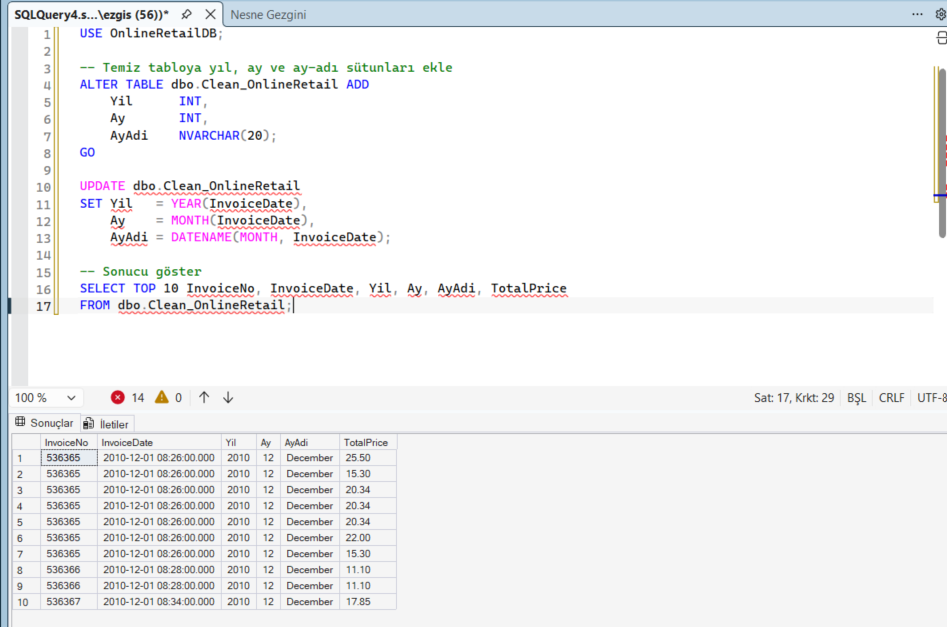 SQLQuery4.s...\ezgis (56))* Nesne Gezgini
1 USE OnlineRetailDB;
2
3 -- Temiz tabloya yıl, ay ve ay-adı sütunları ekle
4 ALTER TABLE dbo.Clean_OnlineRetail ADD
5 Yil INT,
6 Ay INT,
7 AyAdi NVARCHAR(20);
8 GO
9
10 UPDATE dbo.Clean_OnlineRetail
11 SET Yil = YEAR(InvoiceDate),
12 Ay = MONTH(InvoiceDate),
13 AyAdi = DATENAME(MONTH, InvoiceDate);
14
15 -- Sonucu göster
16 SELECT TOP 10 InvoiceNo, InvoiceDate, Yil, Ay, AyAdi, TotalPrice
17 FROM dbo.Clean_OnlineRetail;
100 % 14 0 Sat: 17, Krkt: 29 BŞL CRLF UTF-8
Sonuçlar İletiler
InvoiceNo InvoiceDate Yil Ay AyAdi TotalPrice
1 536365 2010-12-01 08:26:00.000 2010 12 December 25.50
2 536365 2010-12-01 08:26:00.000 2010 12 December 15.30
3 536365 2010-12-01 08:26:00.000 2010 12 December 20.34
4 536365 2010-12-01 08:26:00.000 2010 12 December 20.34
5 536365 2010-12-01 08:26:00.000 2010 12 December 20.34
6 536365 2010-12-01 08:26:00.000 2010 12 December 22.00
7 536365 2010-12-01 08:26:00.000 2010 12 December 15.30
8 536366 2010-12-01 08:28:00.000 2010 12 December 11.10
9 536366 2010-12-01 08:28:00.000 2010 12 December 11.10
10 536367 2010-12-01 08:34:00.000 2010 12 December 17.85